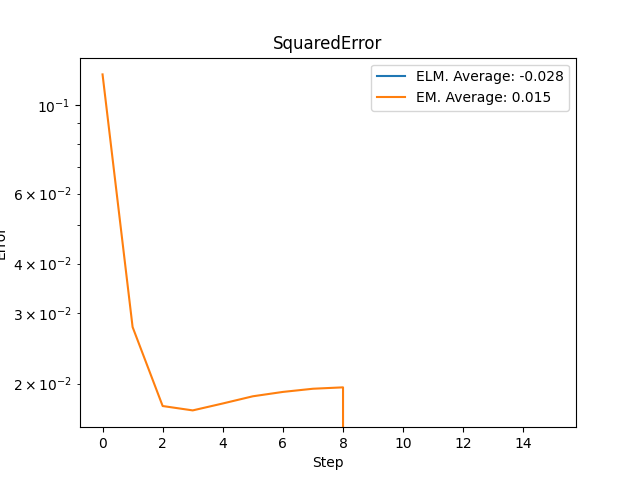 SquaredError
ELM. Average: -0.028
EM. Average: 0.015
10⁻¹
6 × 10⁻²
4 × 10⁻²
3 × 10⁻²
2 × 10⁻²
Error
0 2 4 6 8 10 12 14
Step